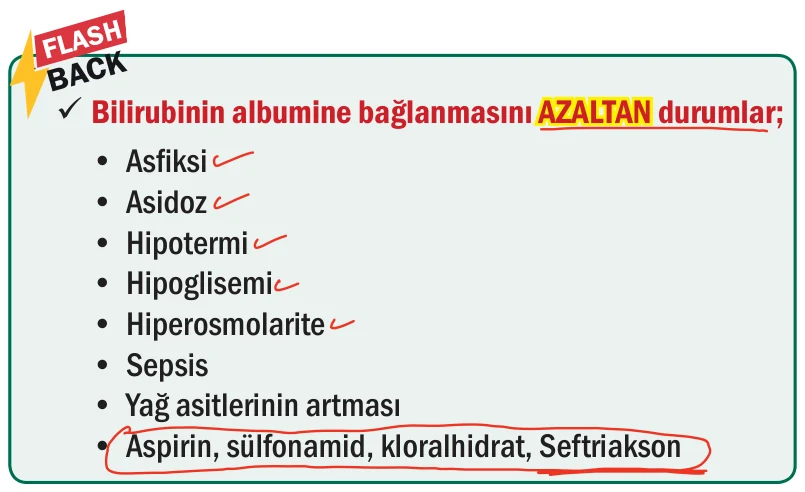 FLASH
BACK
✓ Bilirubinin albumine bağlanmasını AZALTAN durumlar;
• Asfiksi
• Asidoz
• Hipotermi
• Hipoglisemi
• Hiperosmolarite
• Sepsis
• Yağ asitlerinin artması
• Aspirin, sülfonamid, kloralhidrat, Seftriakson